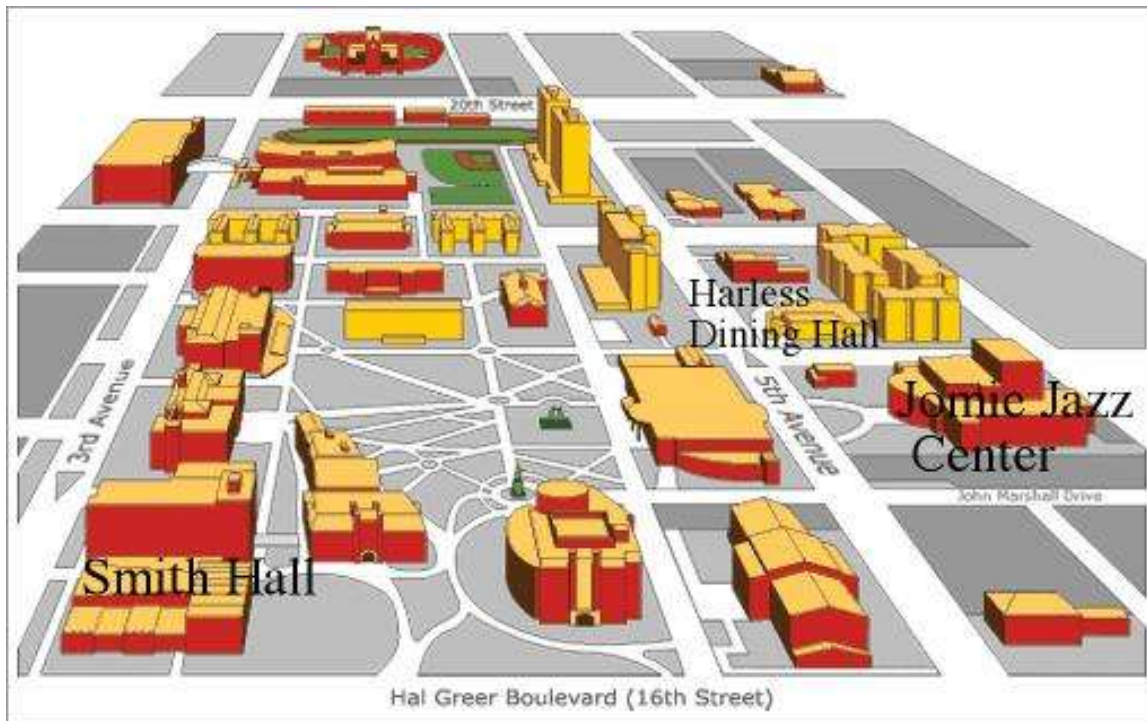 20th Street
Harless
Dining Hall
3rd Avenue
5th Avenue
Jomie Jazz
Center
John Marshall Drive
Smith Hall
Hal Greer Boulevard (16th Street)